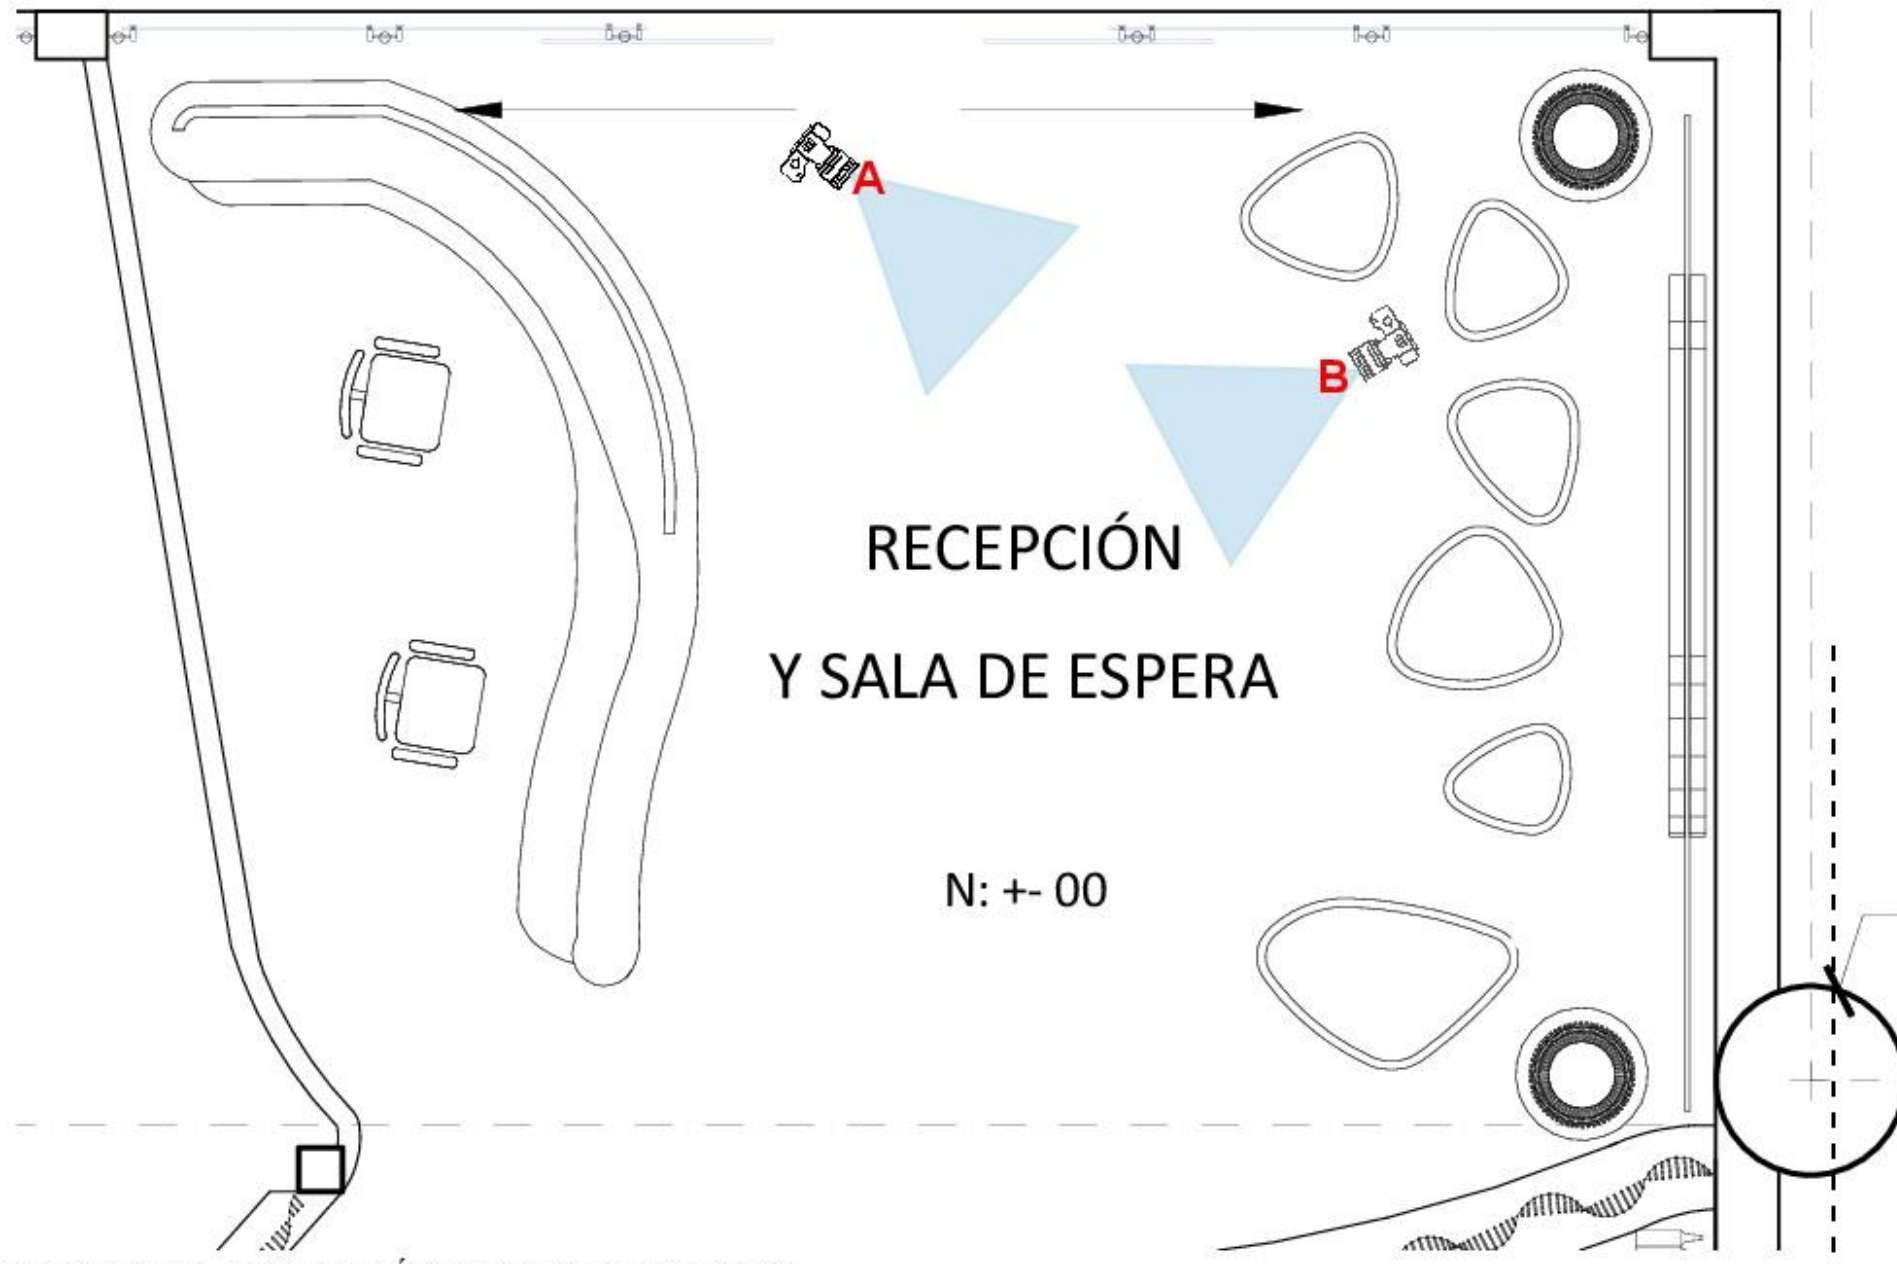 A
B
RECEPCIÓN
Y SALA DE ESPERA
N: +- 00